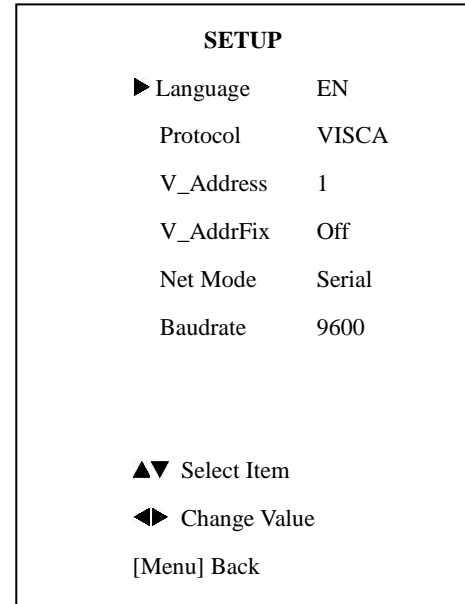 SETUP
▶ Language EN
Protocol VISCA
V_Address 1
V_AddrFix Off
Net Mode Serial
Baudrate 9600
▲▼ Select Item
◀▶ Change Value
[Menu] Back